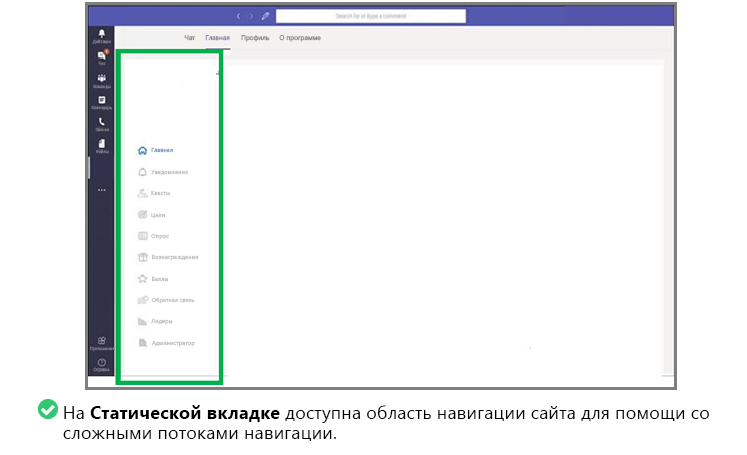 Search for or type a command
Чат Главная Профиль О программе
Чат
Команды
Календарь
Звонки
Файлы
Главная
Уведомления
Квесты
Цели
Опрос
Вознаграждения
Баллы
Обратная связь
Лидеры
Администратор
Приложения
Справка
На Статической вкладке доступна область навигации сайта для помощи со
сложными потоками навигации.